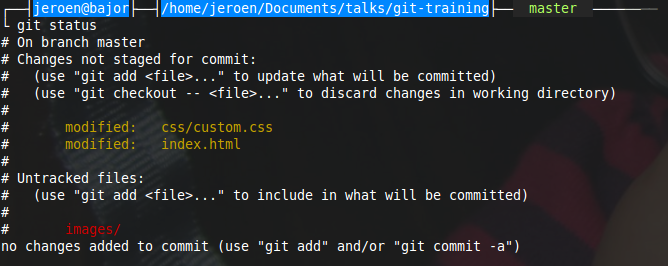 jeroen@bajor /home/jeroen/Documents/talks/git-training master
git status
# On branch master
# Changes not staged for commit:
#   (use "git add <file>..." to update what will be committed)
#   (use "git checkout -- <file>..." to discard changes in working directory)
#
#       modified:   css/custom.css
#       modified:   index.html
#
# Untracked files:
#   (use "git add <file>..." to include in what will be committed)
#
#       images/
no changes added to commit (use "git add" and/or "git commit -a")